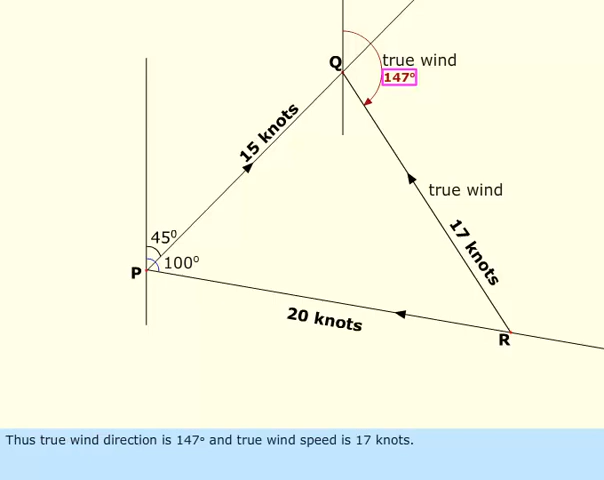 Q
true wind
147°
15 knots
true wind
45⁰
100°
17 knots
P
20 knots
R
Thus true wind direction is 147° and true wind speed is 17 knots.